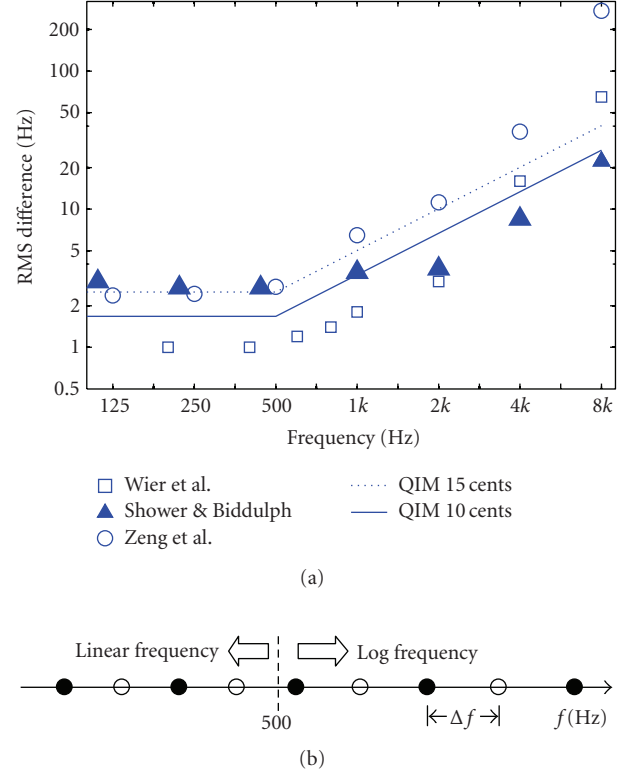 200
100
50
20
10
5
2
1
0.5
RMS difference (Hz)
125 250 500 1k 2k 4k 8k
Frequency (Hz)
Wier et al.
Shower & Biddulph
Zeng et al.
QIM 15 cents
QIM 10 cents
(a)
Linear frequency
Log frequency
500
Δf
f (Hz)
(b)